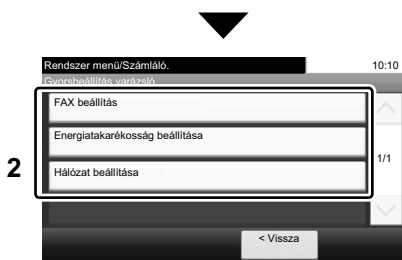 Rendszer menü/Számláló. 10:10
Gyorsbeállítás varázsló
FAX beállítás
Energiatakarékosság beállítása
1/1
2
Hálózat beállítása
< Vissza